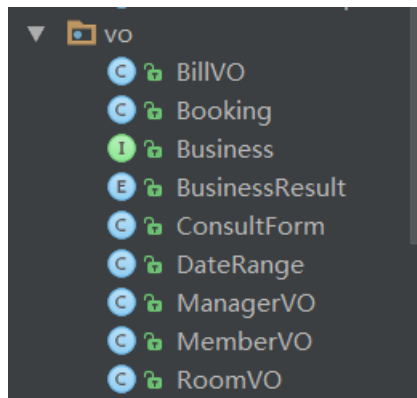 vo
C BillVO
C Booking
I Business
E BusinessResult
C ConsultForm
C DateRange
C ManagerVO
C MemberVO
C RoomVO